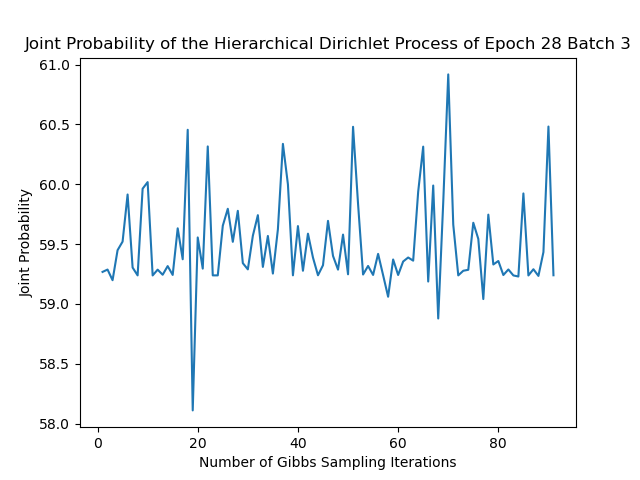 Joint Probability of the Hierarchical Dirichlet Process of Epoch 28 Batch 3
61.0
60.5
60.0
59.5
59.0
58.5
58.0
Joint Probability
0 20 40 60 80
Number of Gibbs Sampling Iterations